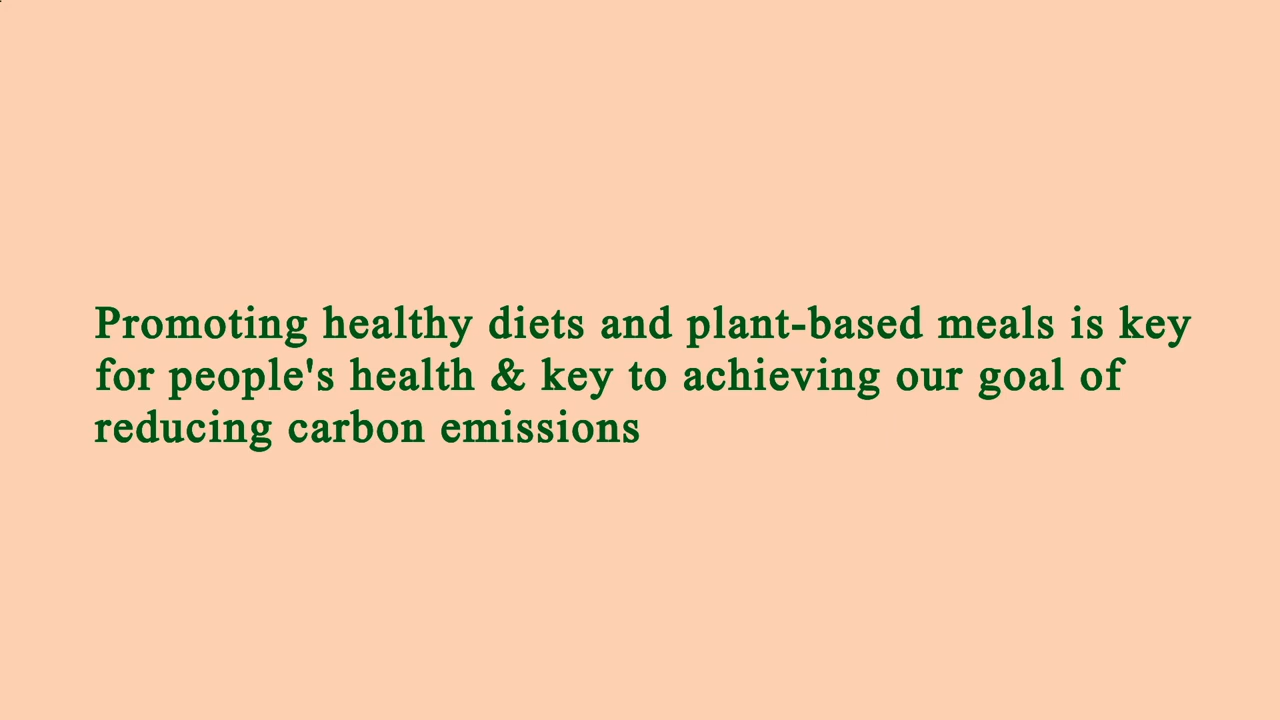 Promoting healthy diets and plant-based meals is key
for people's health & key to achieving our goal of
reducing carbon emissions